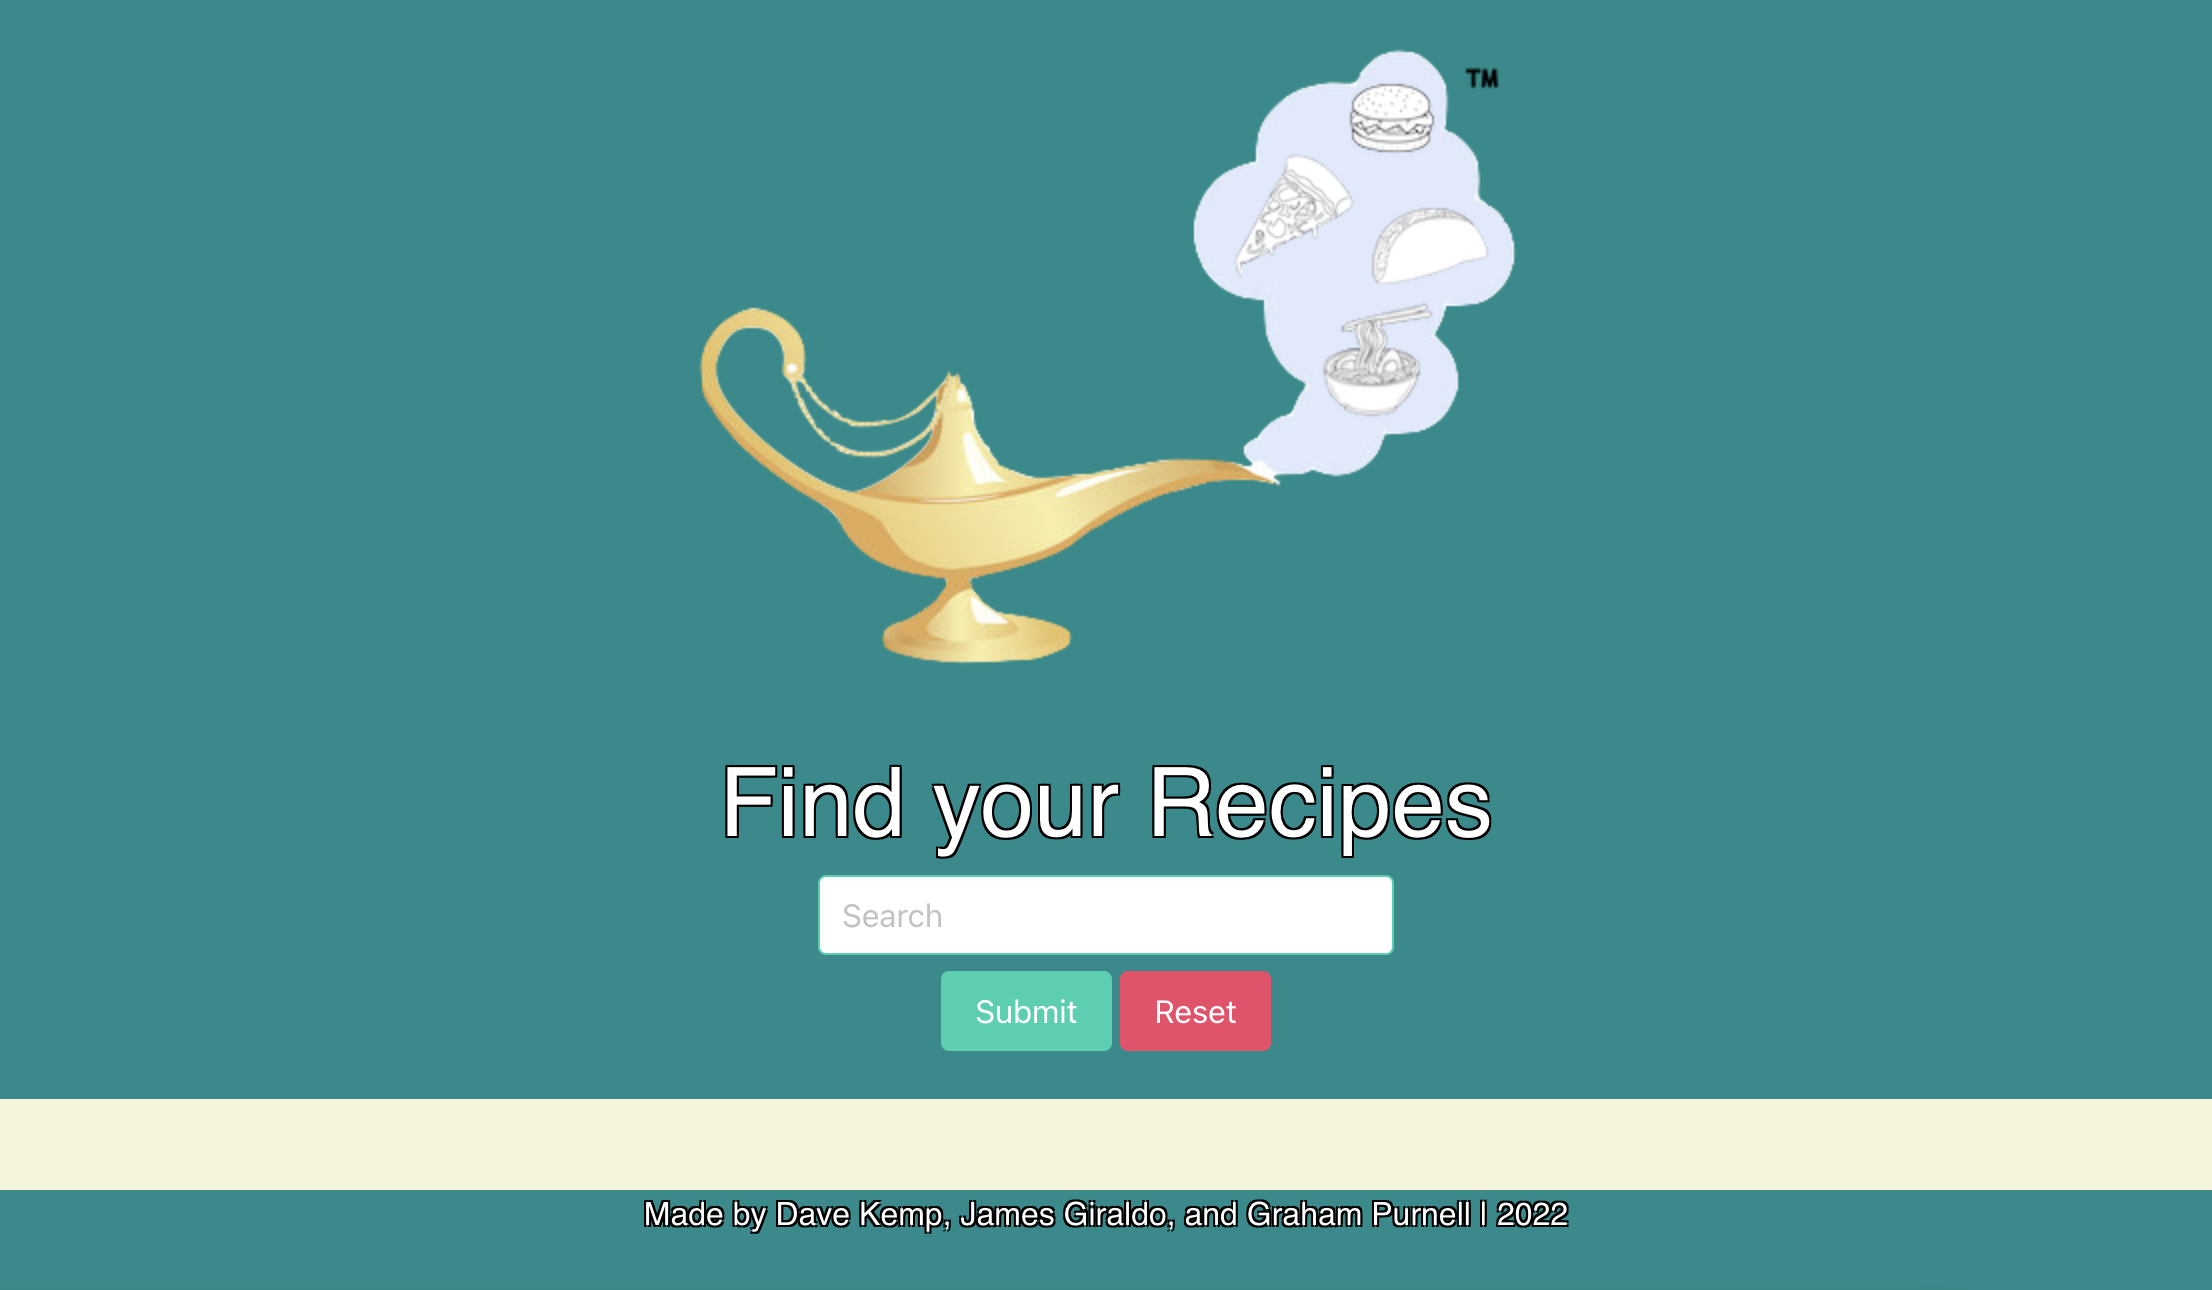 TM
Find your Recipes
Search
Submit Reset
Made by Dave Kemp, James Giraldo, and Graham Purnell | 2022